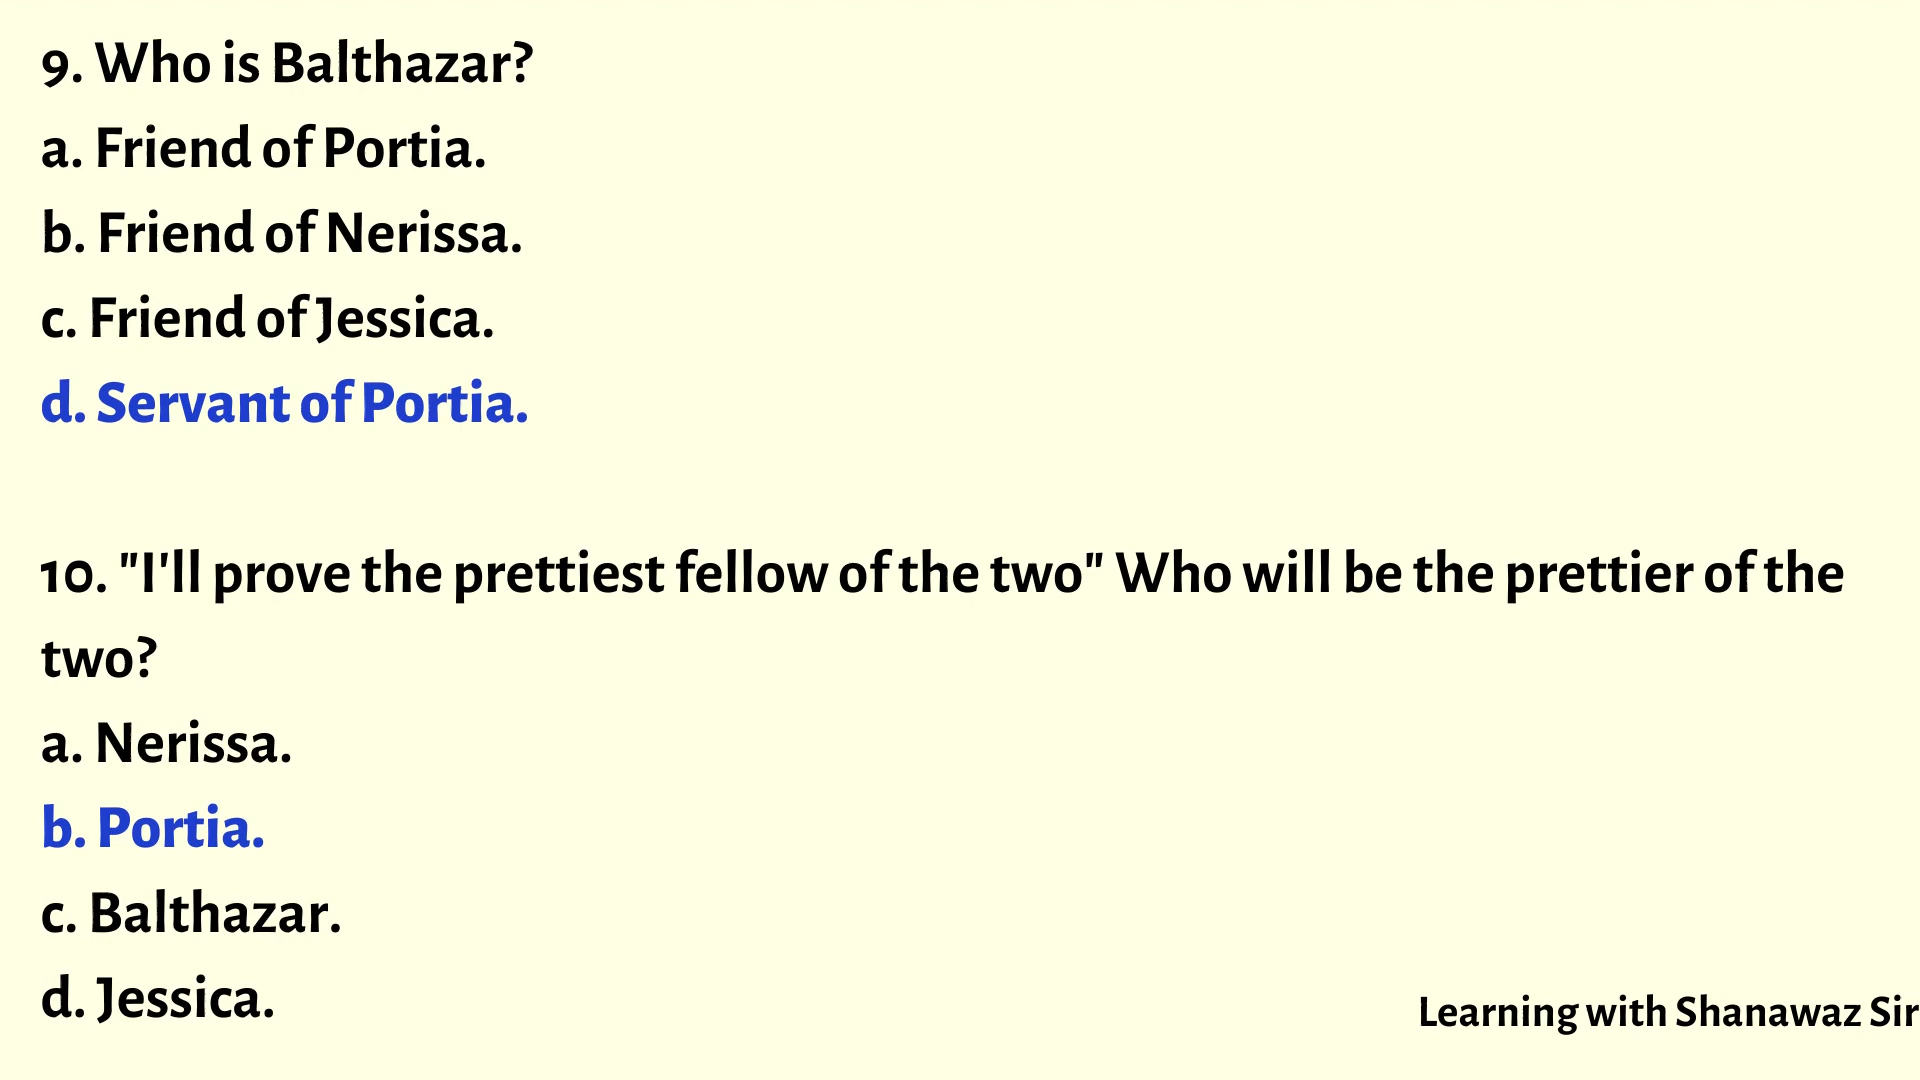 9. Who is Balthazar?
a. Friend of Portia.
b. Friend of Nerissa.
c. Friend of Jessica.
d. Servant of Portia.
10. "I'll prove the prettiest fellow of the two" Who will be the prettier of the
two?
a. Nerissa.
b. Portia.
c. Balthazar.
d. Jessica.
Learning with Shanawaz Sir